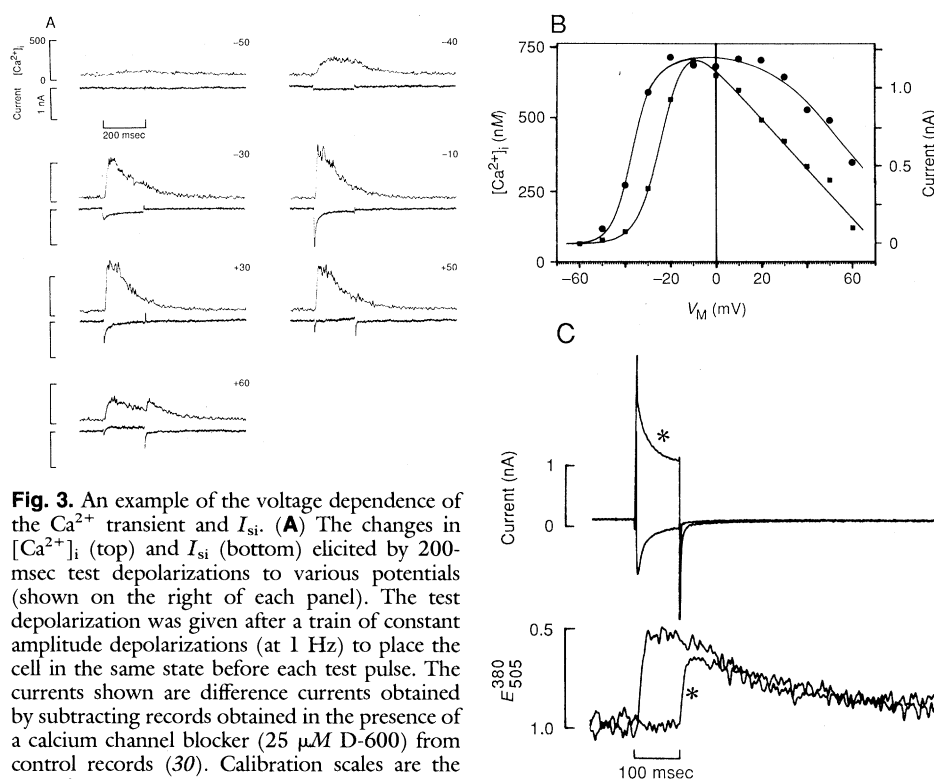 A
500
[Ca²⁺]ᵢ
0
Current
1 nA
−50
−40
200 msec
−30
−10
+30
+50
+60
B
750
500
250
0
[Ca²⁺]ᵢ (nM)
1.0
0.5
0
Current (nA)
−60
−40
−20
0
20
40
60
V_M (mV)
C
1
0
Current (nA)
*
0.5
1.0
E³⁸⁰₅₀₅
*
100 msec
Fig. 3. An example of the voltage dependence of
the Ca²⁺ transient and I_si. (A) The changes in
[Ca²⁺]ᵢ (top) and I_si (bottom) elicited by 200-
msec test depolarizations to various potentials
(shown on the right of each panel). The test
depolarization was given after a train of constant
amplitude depolarizations (at 1 Hz) to place the
cell in the same state before each test pulse. The
currents shown are difference currents obtained
by subtracting records obtained in the presence of
a calcium channel blocker (25 μM D-600) from
control records (30). Calibration scales are the